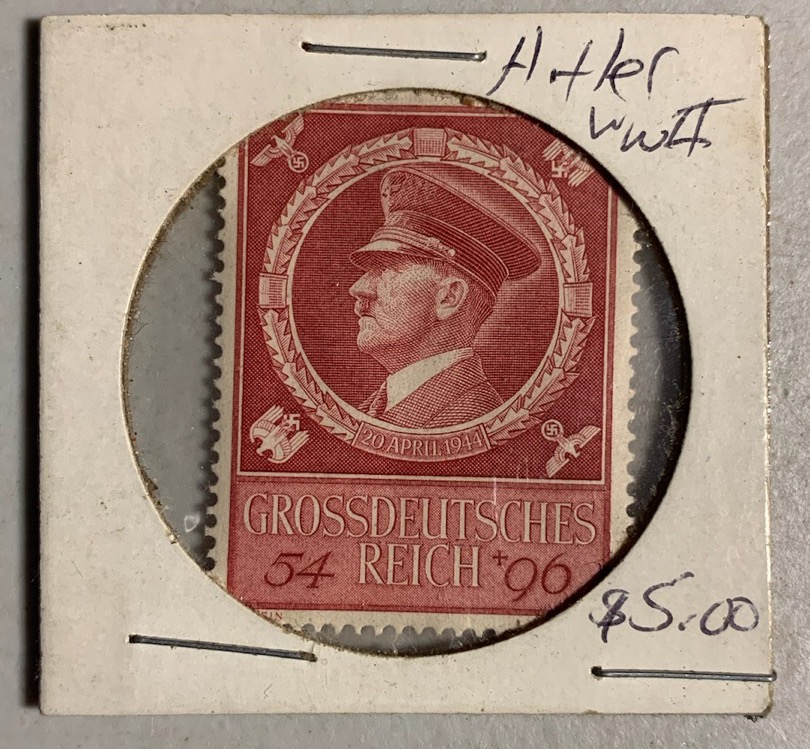 Hitler
WWII
20 APRIL 1944
GROSSDEUTSCHES
54 REICH +96
$5.00